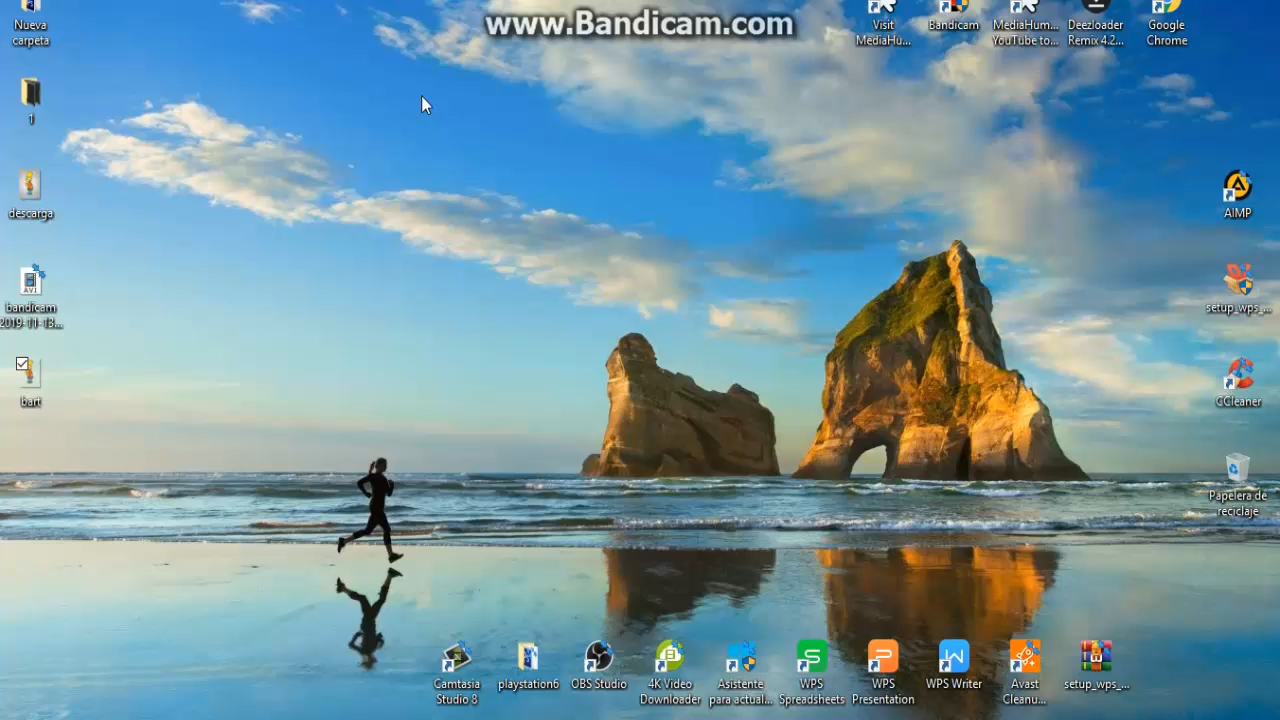 www.Bandicam.com
Nueva
carpeta
Visit
MediaHu...
Bandicam
MediaHum...
YouTube to...
Deezloader
Remix 4.2...
Google
Chrome
1
descarga
AIMP
bandicam
2019-11-13...
AVI
setup_wps_...
bart
CCleaner
Papelera de
reciclaje
Camtasia
Studio 8
playstation6
OBS Studio
4K Video
Downloader
Asistente
para actual...
WPS
Spreadsheets
WPS
Presentation
WPS Writer
Avast
Cleanu...
setup_wps_...